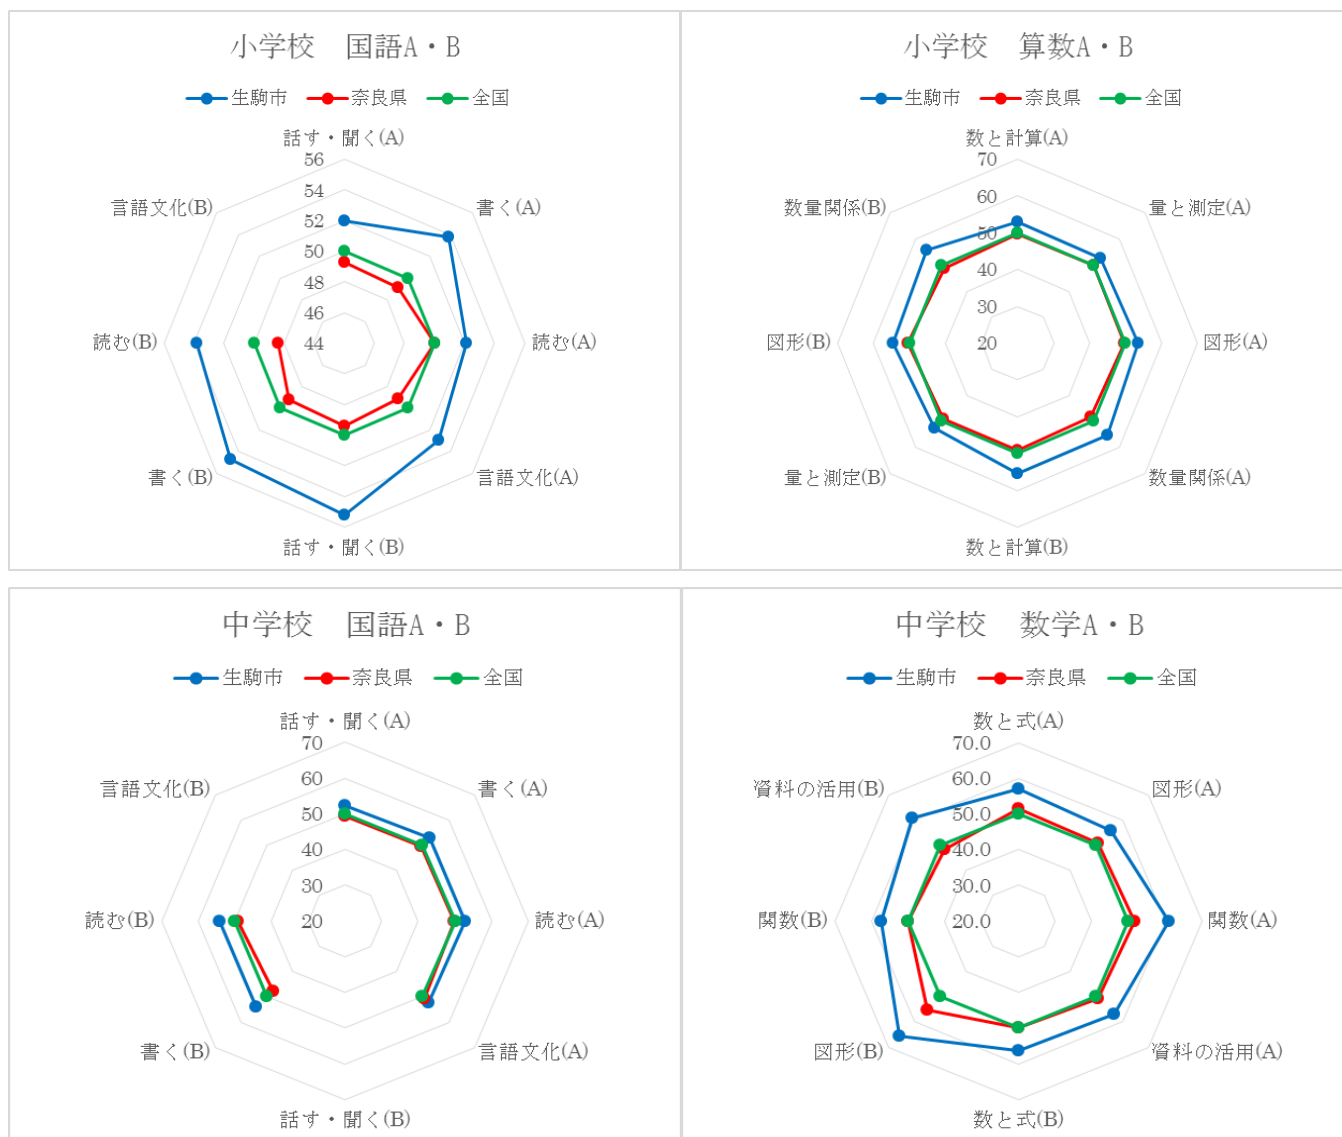 小学校　国語A・B
生駒市 奈良県 全国
話す・聞く(A)
56
書く(A)
54
言語文化(B)
52
50
48
46
読む(B)
44
読む(A)
書く(B)
言語文化(A)
話す・聞く(B)
小学校　算数A・B
生駒市 奈良県 全国
数と計算(A)
70
量と測定(A)
60
数量関係(B)
50
40
30
図形(B)
20
図形(A)
量と測定(B)
数量関係(A)
数と計算(B)
中学校　国語A・B
生駒市 奈良県 全国
話す・聞く(A)
70
書く(A)
60
言語文化(B)
50
40
30
読む(B)
20
読む(A)
書く(B)
言語文化(A)
話す・聞く(B)
中学校　数学A・B
生駒市 奈良県 全国
数と式(A)
70.0
図形(A)
60.0
資料の活用(B)
50.0
40.0
30.0
関数(B)
20.0
関数(A)
図形(B)
資料の活用(A)
数と式(B)